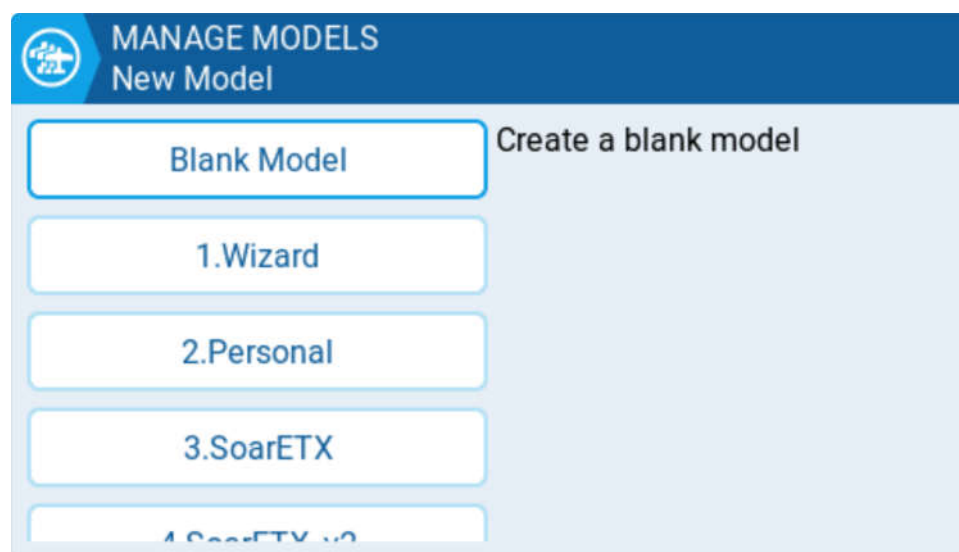 MANAGE MODELS
New Model
Blank Model
Create a blank model
1.Wizard
2.Personal
3.SoarETX